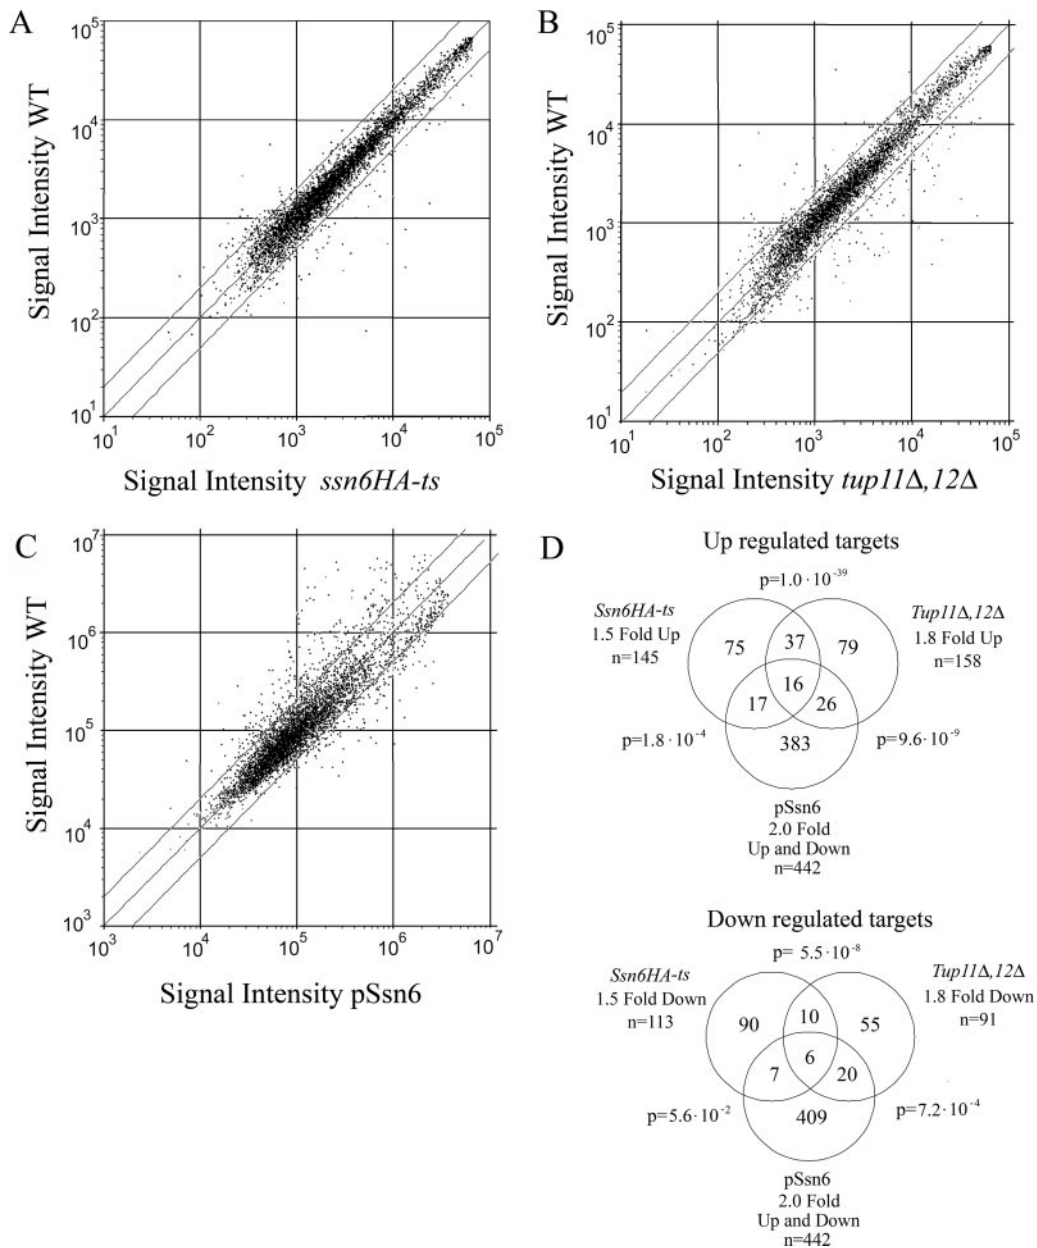 A
Signal Intensity WT
10^5
10^4
10^3
10^2
10^1
10^1 10^2 10^3 10^4 10^5
Signal Intensity ssn6HA-ts
B
Signal Intensity WT
10^5
10^4
10^3
10^2
10^1
10^1 10^2 10^3 10^4 10^5
Signal Intensity tup11Δ,12Δ
C
Signal Intensity WT
10^7
10^6
10^5
10^4
10^3
10^3 10^4 10^5 10^6 10^7
Signal Intensity pSsn6
D
Up regulated targets
p=1.0 · 10^-39
Ssn6HA-ts
1.5 Fold Up
n=145
Tup11Δ,12Δ
1.8 Fold Up
n=158
75 37 79
16
17 26
383
p=1.8 · 10^-4
p=9.6 · 10^-9
pSsn6
2.0 Fold
Up and Down
n=442
Down regulated targets
p= 5.5 · 10^-8
Ssn6HA-ts
1.5 Fold Down
n=113
Tup11Δ,12Δ
1.8 Fold Down
n=91
90 10 55
6
7 20
409
p=5.6 · 10^-2
p=7.2 · 10^-4
pSsn6
2.0 Fold
Up and Down
n=442